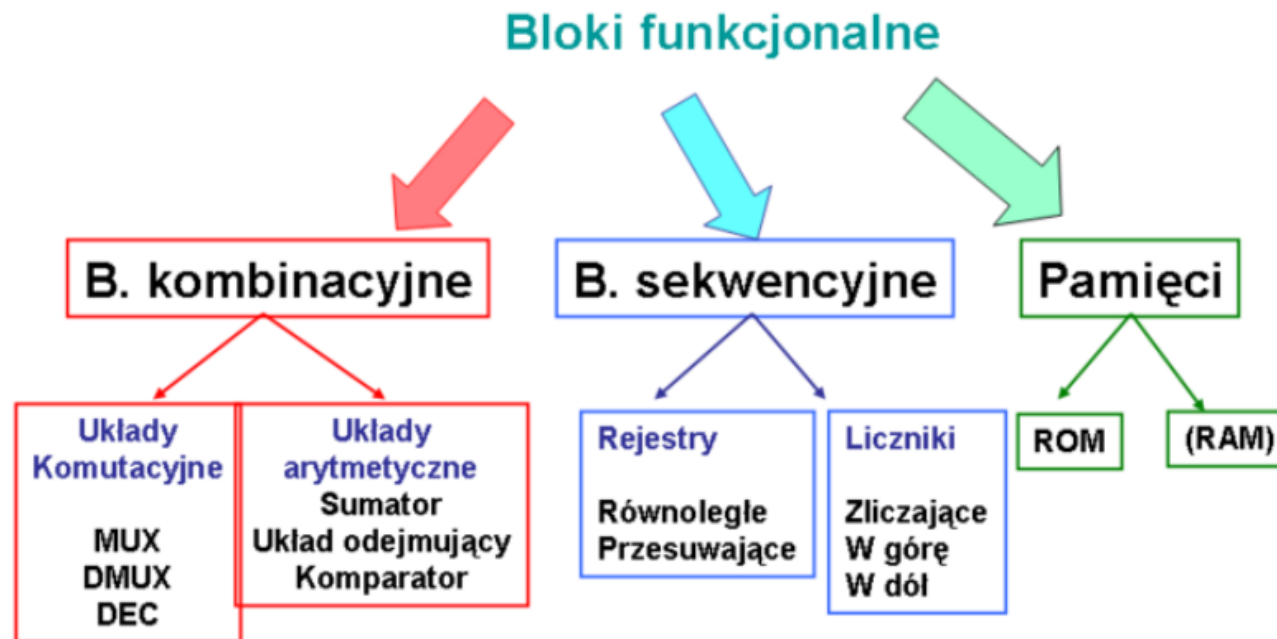 Bloki funkcjonalne
B. kombinacyjne
B. sekwencyjne
Pamięci
Układy
Komutacyjne
MUX
DMUX
DEC
Układy
arytmetyczne
Sumator
Układ odejmujący
Komparator
Rejestry
Równoległe
Przesuwające
Liczniki
Zliczające
W górę
W dół
ROM
(RAM)